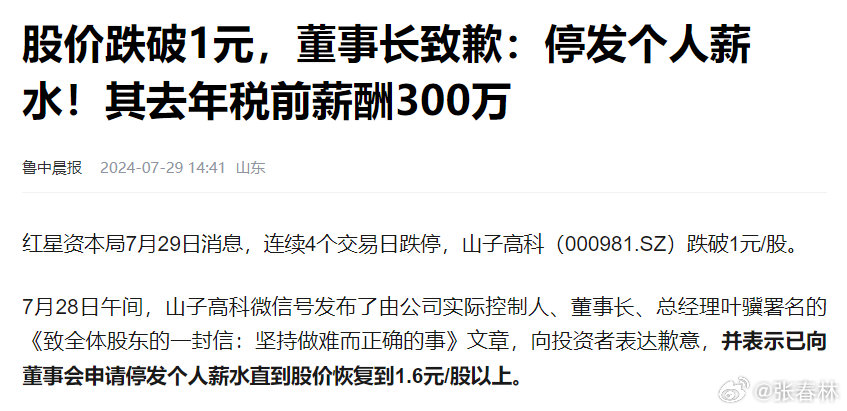 股价跌破1元，董事长致歉：停发个人薪
水！其去年税前薪酬300万
鲁中晨报 2024-07-29 14:41 山东
红星资本局7月29日消息，连续4个交易日跌停，山子高科（000981.SZ）跌破1元/股。
7月28日午间，山子高科微信号发布了由公司实际控制人、董事长、总经理叶骥署名的
《致全体股东的一封信：坚持做难而正确的事》文章，向投资者表达歉意，并表示已向
董事会申请停发个人薪水直到股价恢复到1.6元/股以上。
@张春林